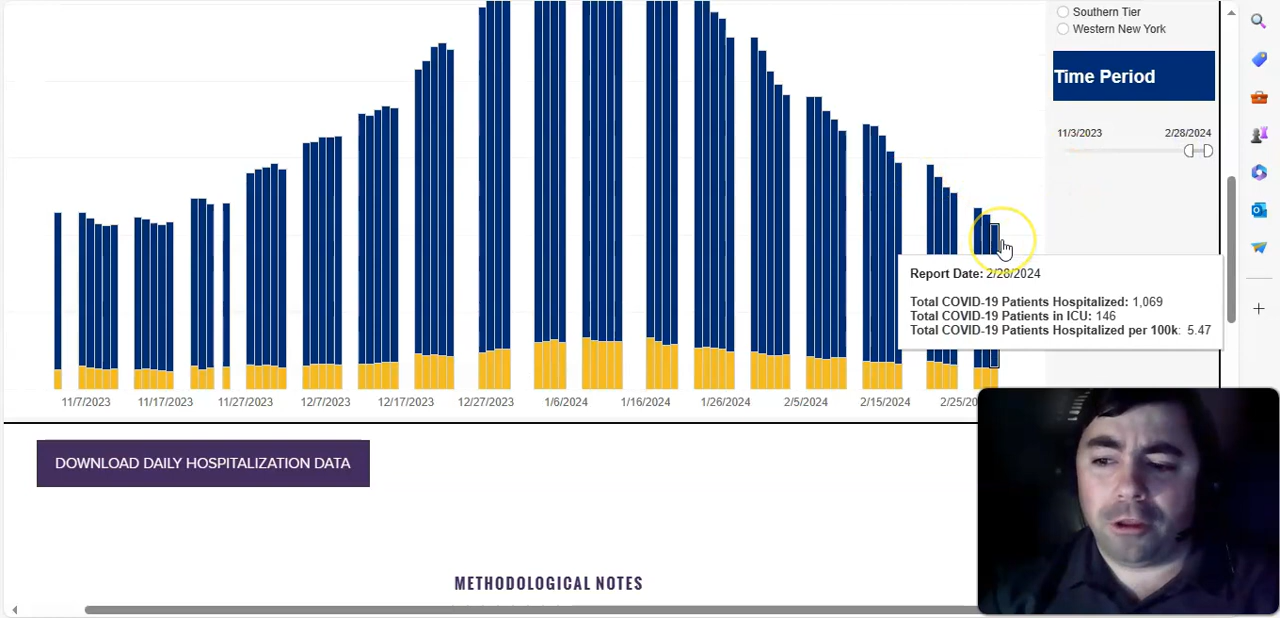 Southern Tier
Western New York
Time Period
11/3/2023 2/28/2024
Report Date: 2/28/2024
Total COVID-19 Patients Hospitalized: 1,069
Total COVID-19 Patients in ICU: 146
Total COVID-19 Patients Hospitalized per 100k: 5.47
11/7/2023 11/17/2023 11/27/2023 12/7/2023 12/17/2023 12/27/2023 1/6/2024 1/16/2024 1/26/2024 2/5/2024 2/15/2024
DOWNLOAD DAILY HOSPITALIZATION DATA
METHODOLOGICAL NOTES